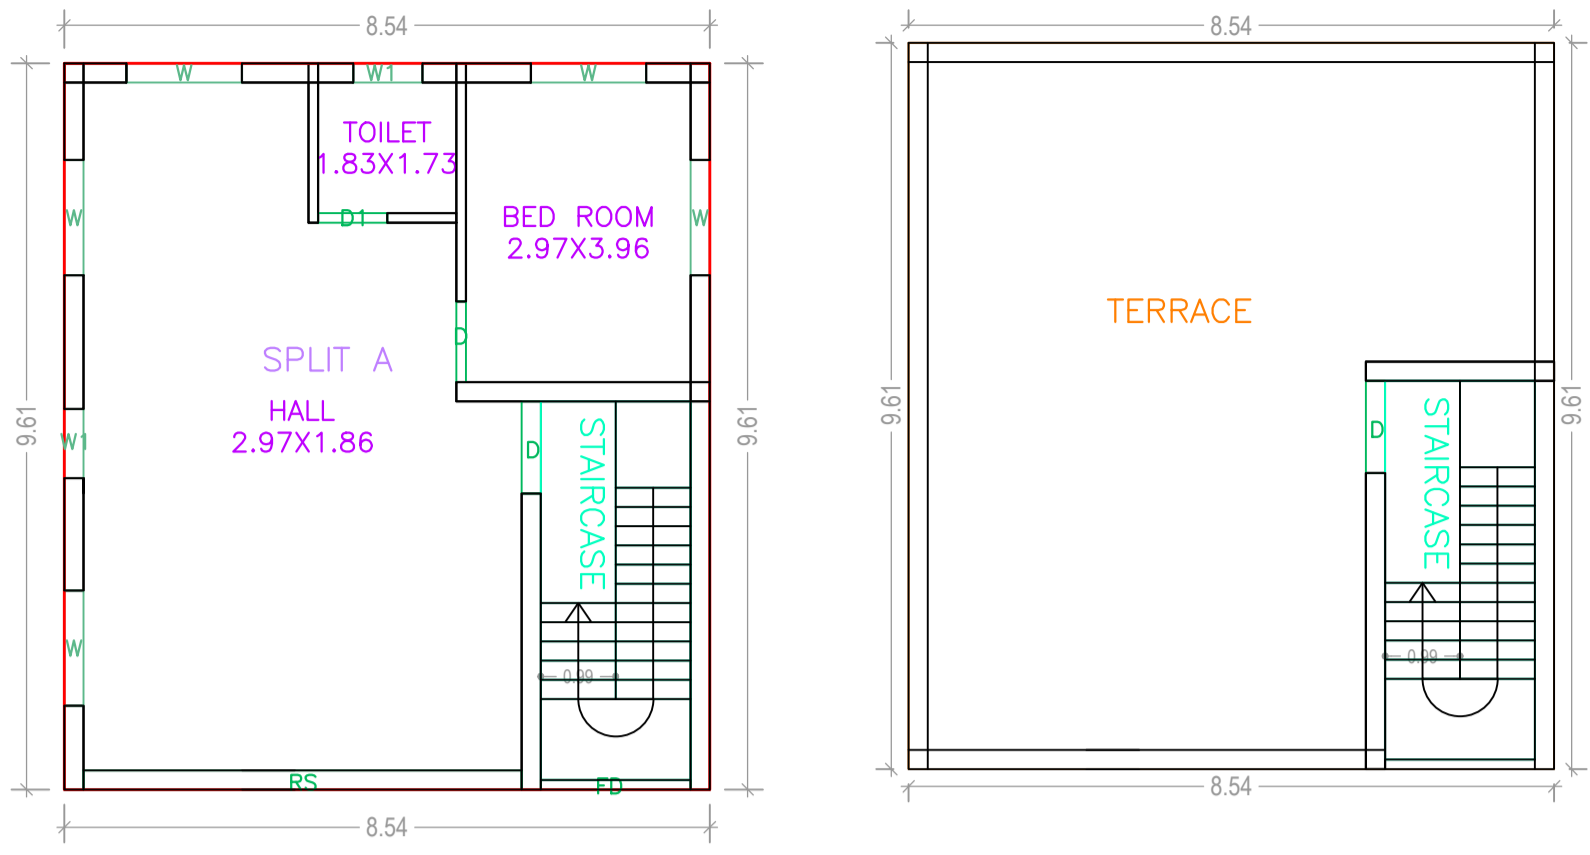 8.54
8.54
W
W1
W
TOILET
1.83X1.73
W
D1
BED ROOM
2.97X3.96
W
TERRACE
D
SPLIT A
HALL
2.97X1.86
9.61
W1
9.61
9.61
9.61
D
STAIRCASE
D
STAIRCASE
W
0.99
0.99
RS
FD
8.54
8.54